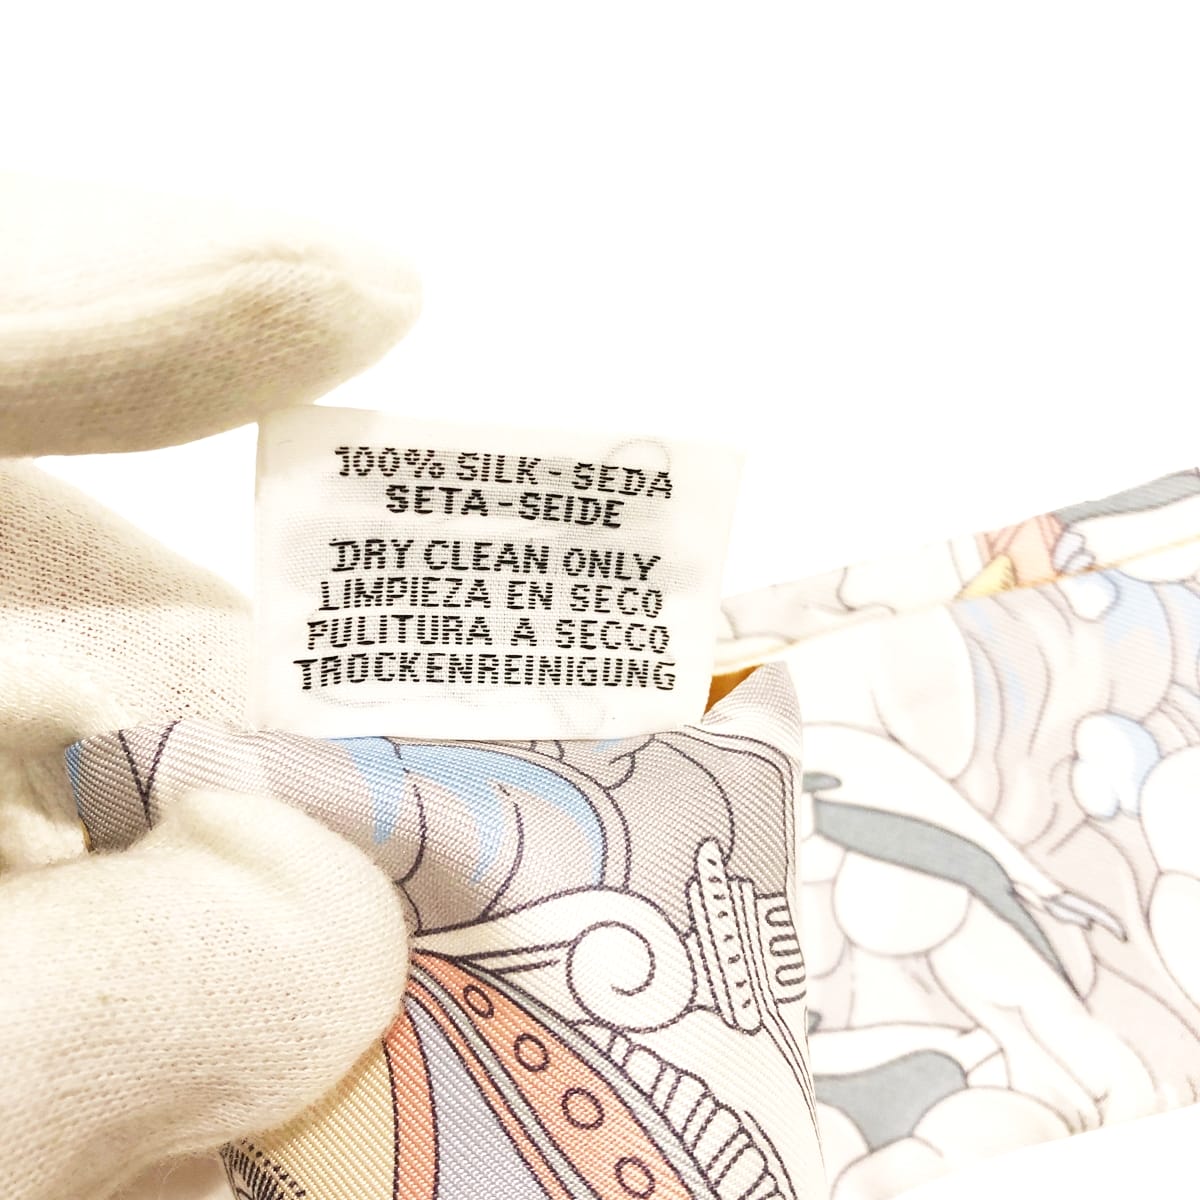 100% SILK - SEDA
SETA - SEIDE
DRY CLEAN ONLY
LIMPIEZA EN SECO
PULITURA A SECCO
TROCKENREINIGUNG